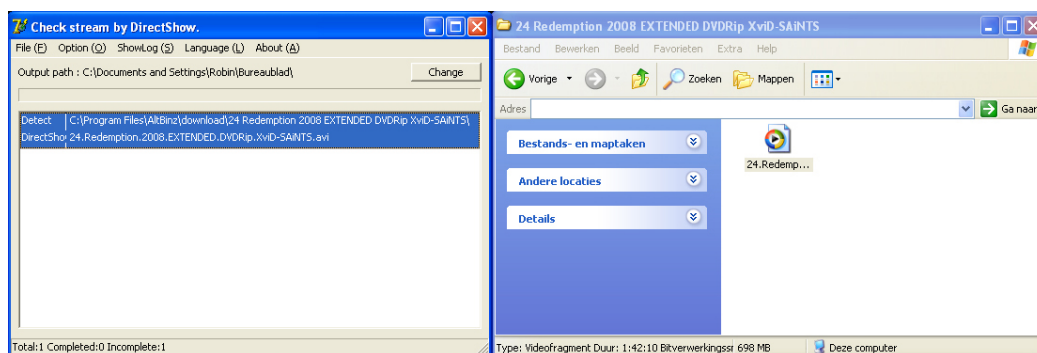 Check stream by DirectShow.
File (F) Option (O) ShowLog (S) Language (L) About (A)
Output path : C:\Documents and Settings\Robin\Bureaublad\
Change
Detect C:\Program Files\AltBinz\download\24 Redemption 2008 EXTENDED DVDRip XviD-SAiNTS\
DirectSho 24.Redemption.2008.EXTENDED.DVDRip.XviD-SAiNTS.avi
Total:1 Completed:0 Incomplete:1
24 Redemption 2008 EXTENDED DVDRip XviD-SAiNTS
Bestand Bewerken Beeld Favorieten Extra Help
Vorige Zoeken Mappen
Adres Ga naar
Bestands- en maptaken
Andere locaties
Details
24.Redemp...
Type: Videofragment Duur: 1:42:10 Bitverwerkingssn 698 MB Deze computer